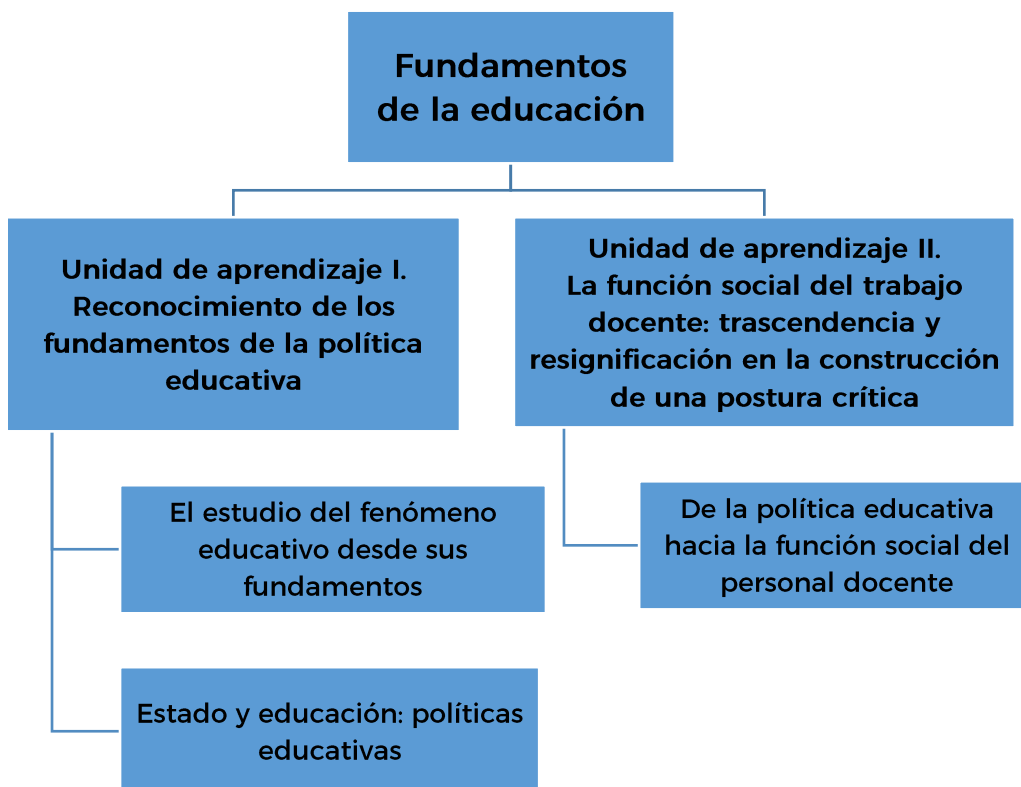 Fundamentos
de la educación
Unidad de aprendizaje I.
Reconocimiento de los
fundamentos de la política
educativa
Unidad de aprendizaje II.
La función social del trabajo
docente: trascendencia y
resignificación en la construcción
de una postura crítica
El estudio del fenómeno
educativo desde sus
fundamentos
De la política educativa
hacia la función social del
personal docente
Estado y educación: políticas
educativas